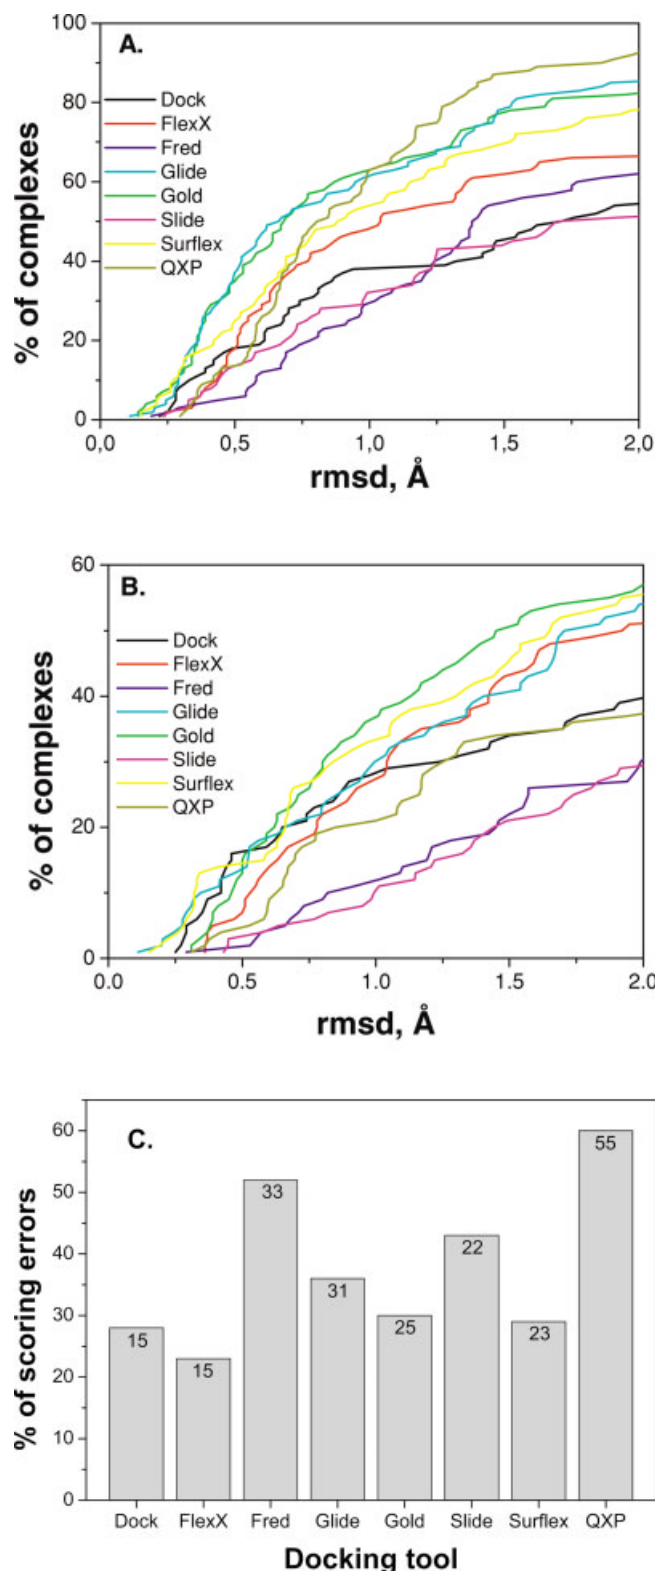 A.
100
80
60
40
20
0
% of complexes
Dock
FlexX
Fred
Glide
Gold
Slide
Surflex
QXP
0,0 0,5 1,0 1,5 2,0
rmsd, Å
B.
60
40
20
0
% of complexes
Dock
FlexX
Fred
Glide
Gold
Slide
Surflex
QXP
0.0 0.5 1.0 1.5 2.0
rmsd, Å
C.
60
50
40
30
20
10
0
% of scoring errors
15 15 33 31 25 22 23 55
Dock FlexX Fred Glide Gold Slide Surflex QXP
Docking tool